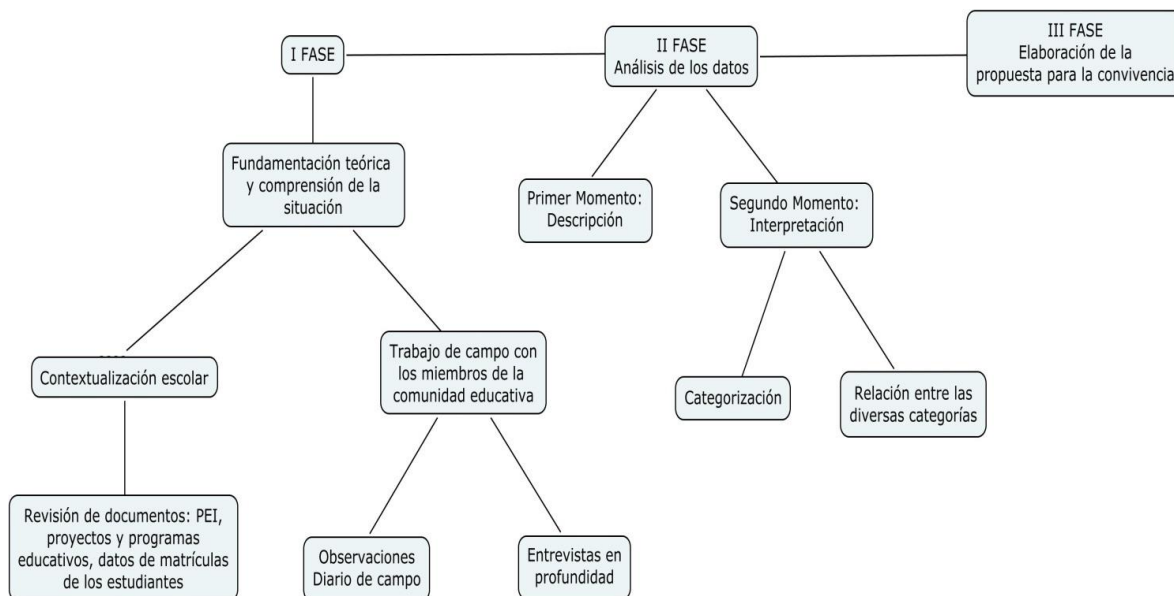 I FASE
II FASE
Análisis de los datos
III FASE
Elaboración de la
propuesta para la convivencia
Fundamentación teórica
y comprensión de la
situación
Primer Momento:
Descripción
Segundo Momento:
Interpretación
Contextualización escolar
Trabajo de campo con
los miembros de la
comunidad educativa
Categorización
Relación entre las
diversas categorías
Revisión de documentos: PEI,
proyectos y programas
educativos, datos de matrículas
de los estudiantes
Observaciones
Diario de campo
Entrevistas en
profundidad